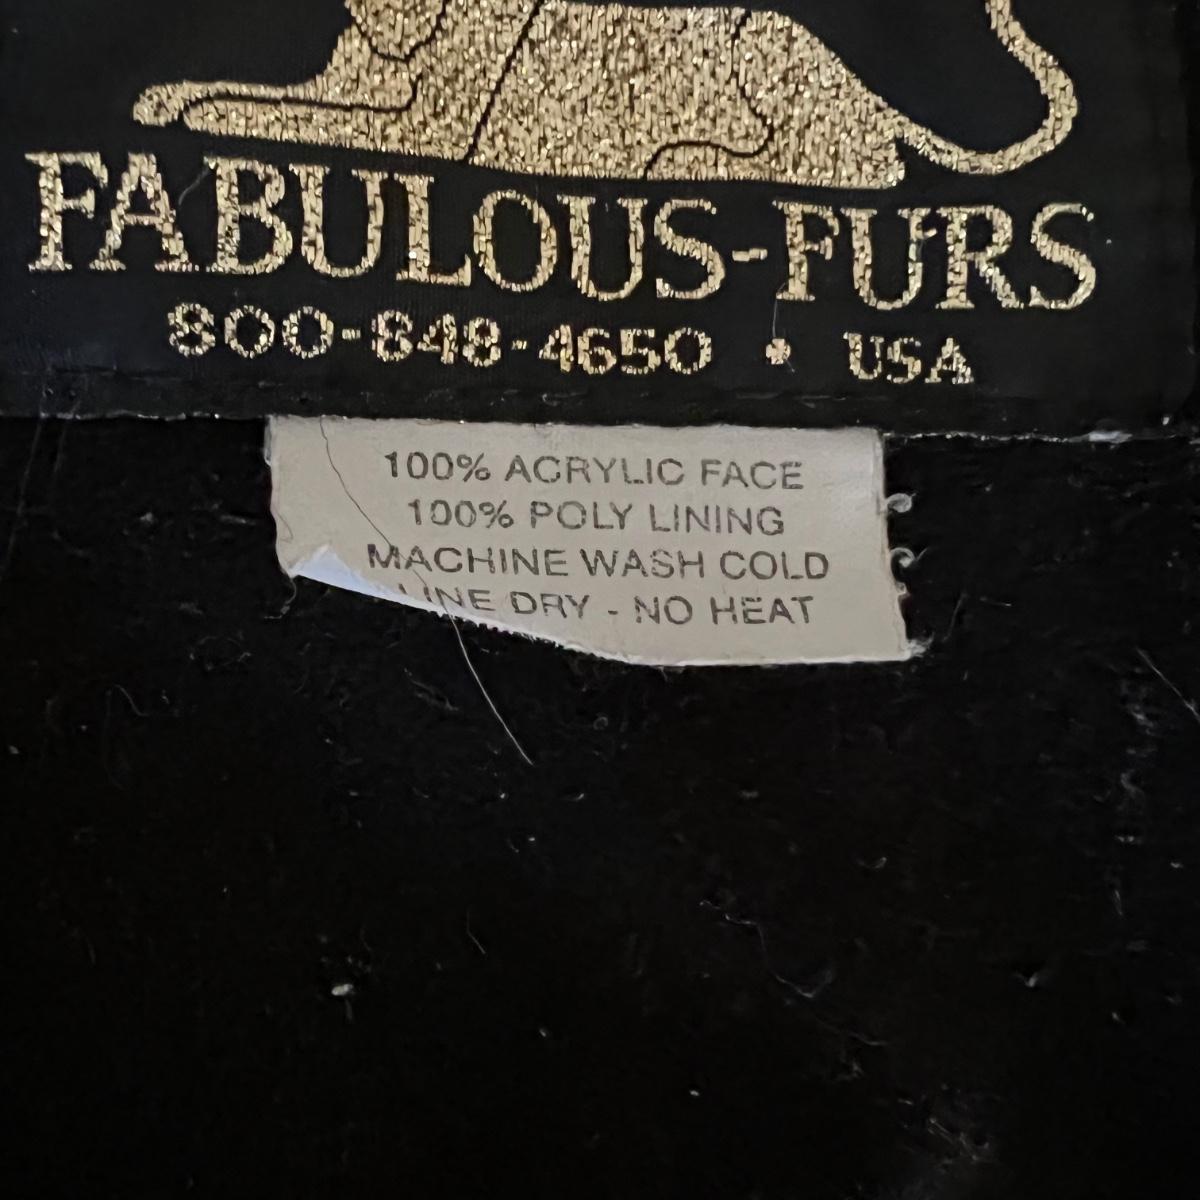 FABULOUS-FURS
800-848-4650 • USA
100% ACRYLIC FACE
100% POLY LINING
MACHINE WASH COLD
LINE DRY - NO HEAT